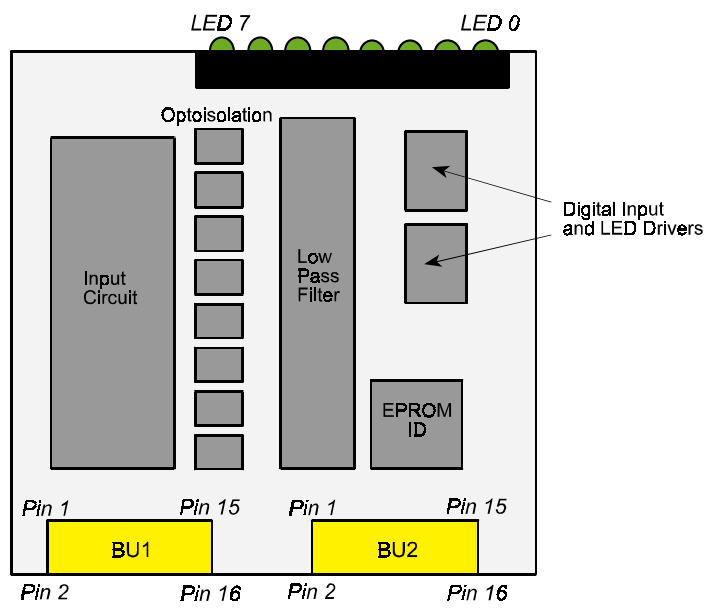 LED 7
LED 0
Optoisolation
Digital Input
and LED Drivers
Input
Circuit
Low
Pass
Filter
EPROM
ID
Pin 1
Pin 15
Pin 1
Pin 15
BU1
BU2
Pin 2
Pin 16
Pin 2
Pin 16